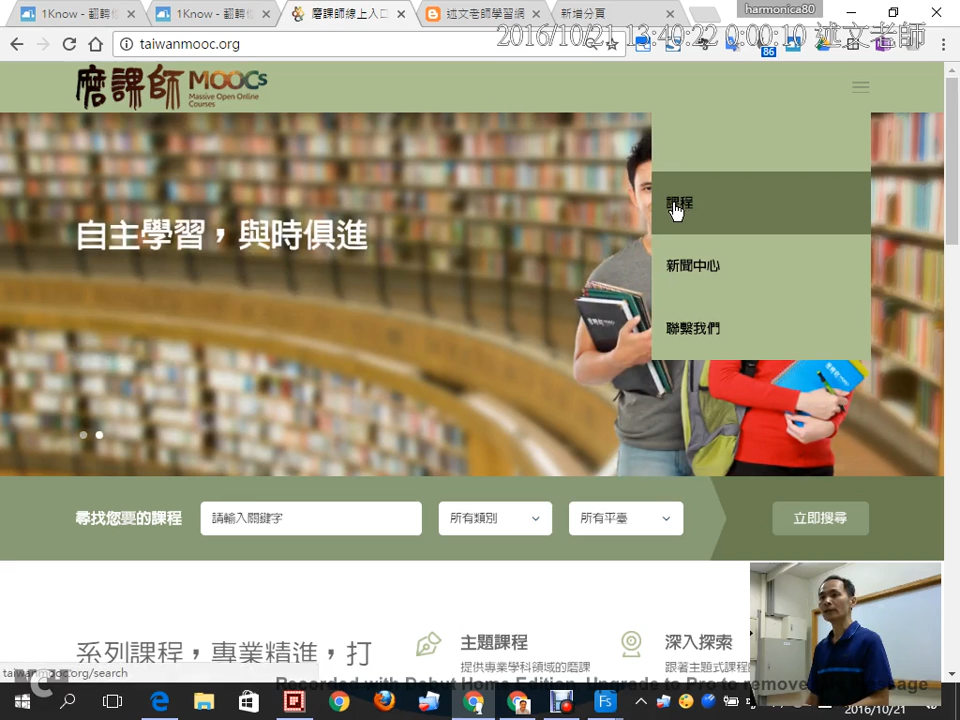 1Know - 翻轉
1Know - 翻轉
磨課師線上入口
述文老師學習網
新增分頁
harmonica80
taiwanmooc.org
2016/10/21 13:40:22 0:00:10 述文老師
86
磨課師 MOOCs
Massive Open Online
Courses
課程
新聞中心
聯繫我們
自主學習，與時俱進
尋找您要的課程
請輸入關鍵字
所有類別
所有平臺
立即搜尋
系列課程，專業精進，打
主題課程
提供專業學科領域的磨課
深入探索
跟著主題式課程
taiwanmooc.org/search
Recorded with Debut Home Edition. Upgrade to Pro to remove this message
2016/10/21